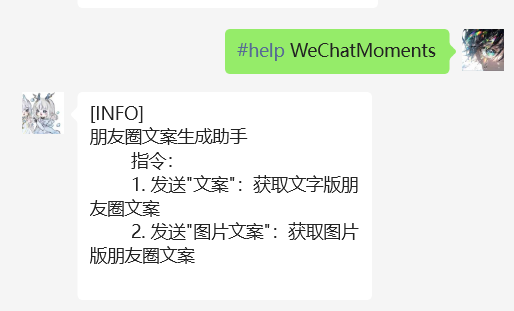 #help WeChatMoments
[INFO]
朋友圈文案生成助手
指令：
1. 发送"文案"：获取文字版朋
友圈文案
2. 发送"图片文案"：获取图片
版朋友圈文案